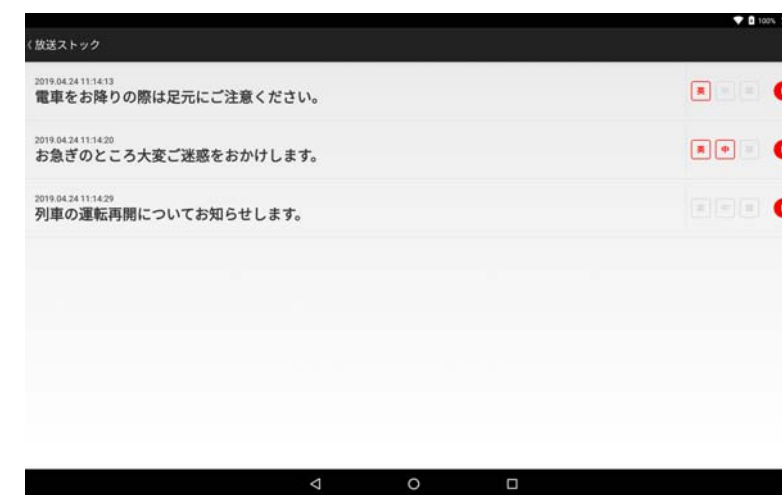 100%
〈 放送ストック
2019.04.24 11:14:13
電車をお降りの際は足元にご注意ください。
英
2019.04.24 11:14:20
お急ぎのところ大変ご迷惑をおかけします。
英 中
2019.04.24 11:14:29
列車の運転再開についてお知らせします。